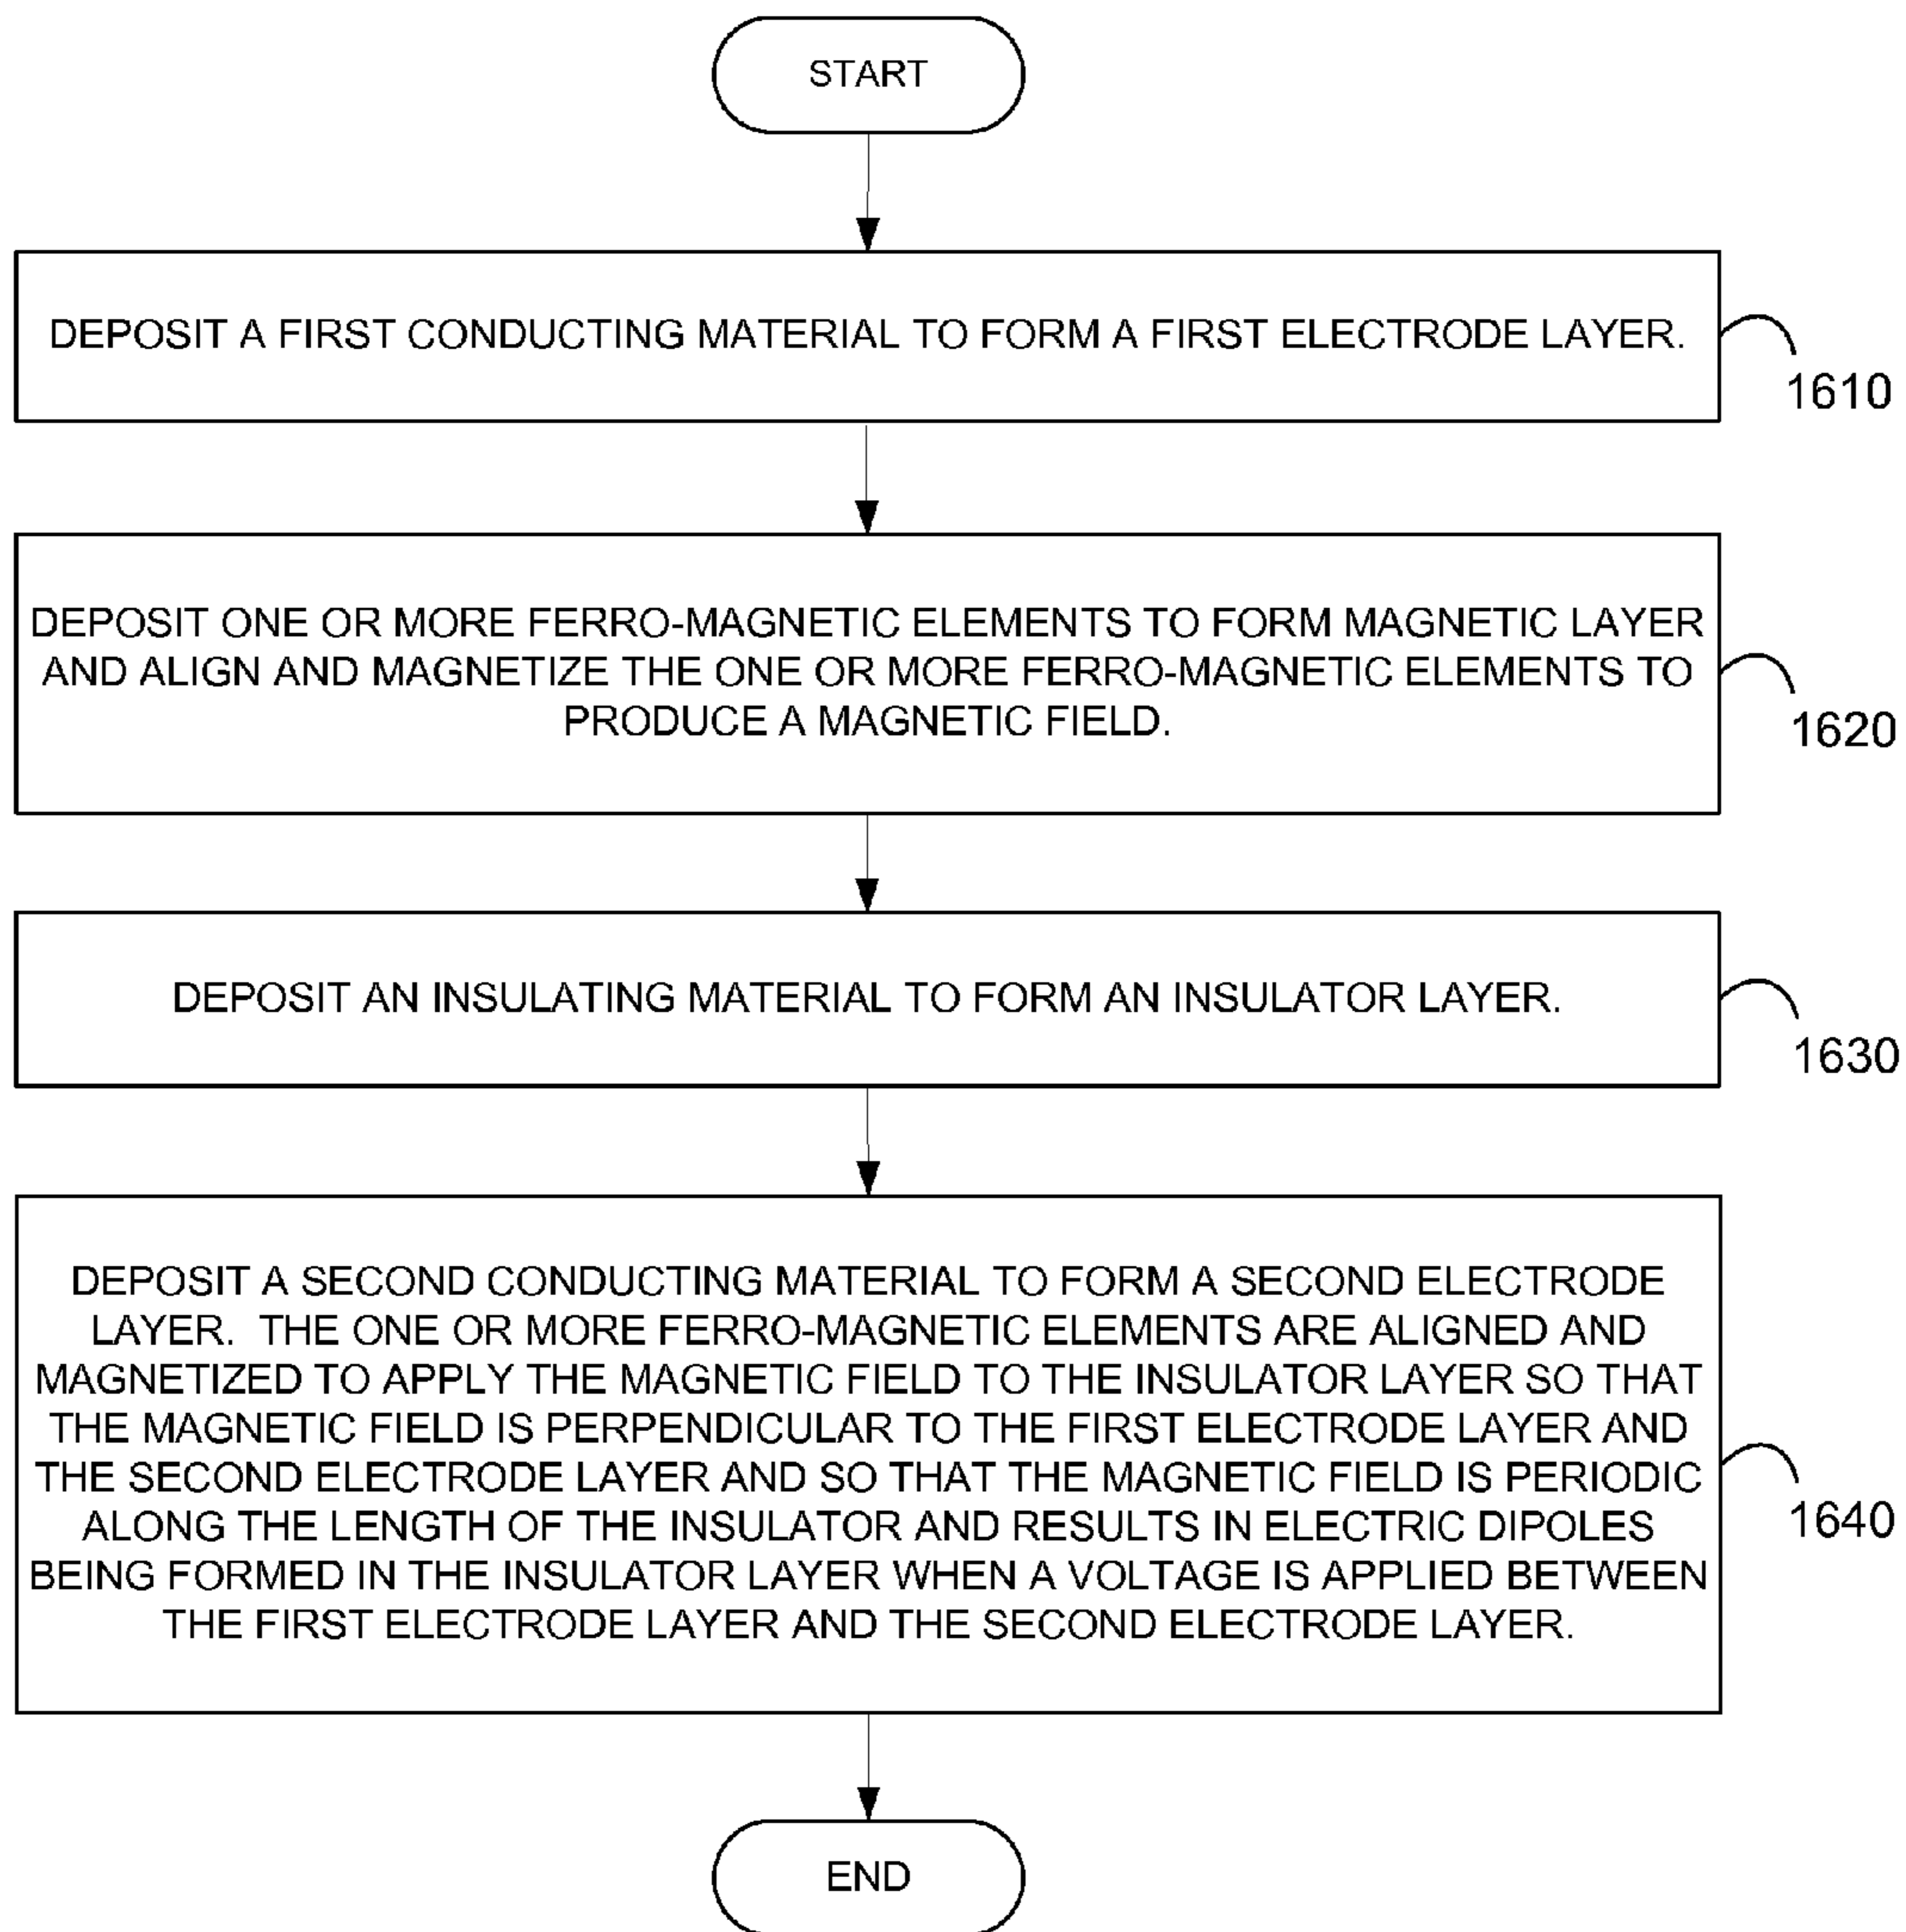 START
DEPOSIT A FIRST CONDUCTING MATERIAL TO FORM A FIRST ELECTRODE LAYER.
1610
DEPOSIT ONE OR MORE FERRO-MAGNETIC ELEMENTS TO FORM MAGNETIC LAYER
AND ALIGN AND MAGNETIZE THE ONE OR MORE FERRO-MAGNETIC ELEMENTS TO
PRODUCE A MAGNETIC FIELD.
1620
DEPOSIT AN INSULATING MATERIAL TO FORM AN INSULATOR LAYER.
1630
DEPOSIT A SECOND CONDUCTING MATERIAL TO FORM A SECOND ELECTRODE
LAYER.  THE ONE OR MORE FERRO-MAGNETIC ELEMENTS ARE ALIGNED AND
MAGNETIZED TO APPLY THE MAGNETIC FIELD TO THE INSULATOR LAYER SO THAT
THE MAGNETIC FIELD IS PERPENDICULAR TO THE FIRST ELECTRODE LAYER AND
THE SECOND ELECTRODE LAYER AND SO THAT THE MAGNETIC FIELD IS PERIODIC
ALONG THE LENGTH OF THE INSULATOR AND RESULTS IN ELECTRIC DIPOLES
BEING FORMED IN THE INSULATOR LAYER WHEN A VOLTAGE IS APPLIED BETWEEN
THE FIRST ELECTRODE LAYER AND THE SECOND ELECTRODE LAYER.
1640
END